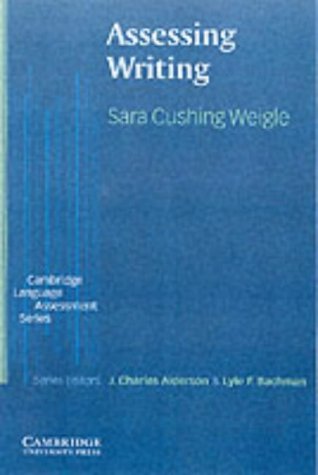 Assessing
Writing
Sara Cushing Weigle
Cambridge
Language
Assessment
Series
Series Editors J. Charles Alderson & Lyle F. Bachman
CAMBRIDGE
UNIVERSITY PRESS